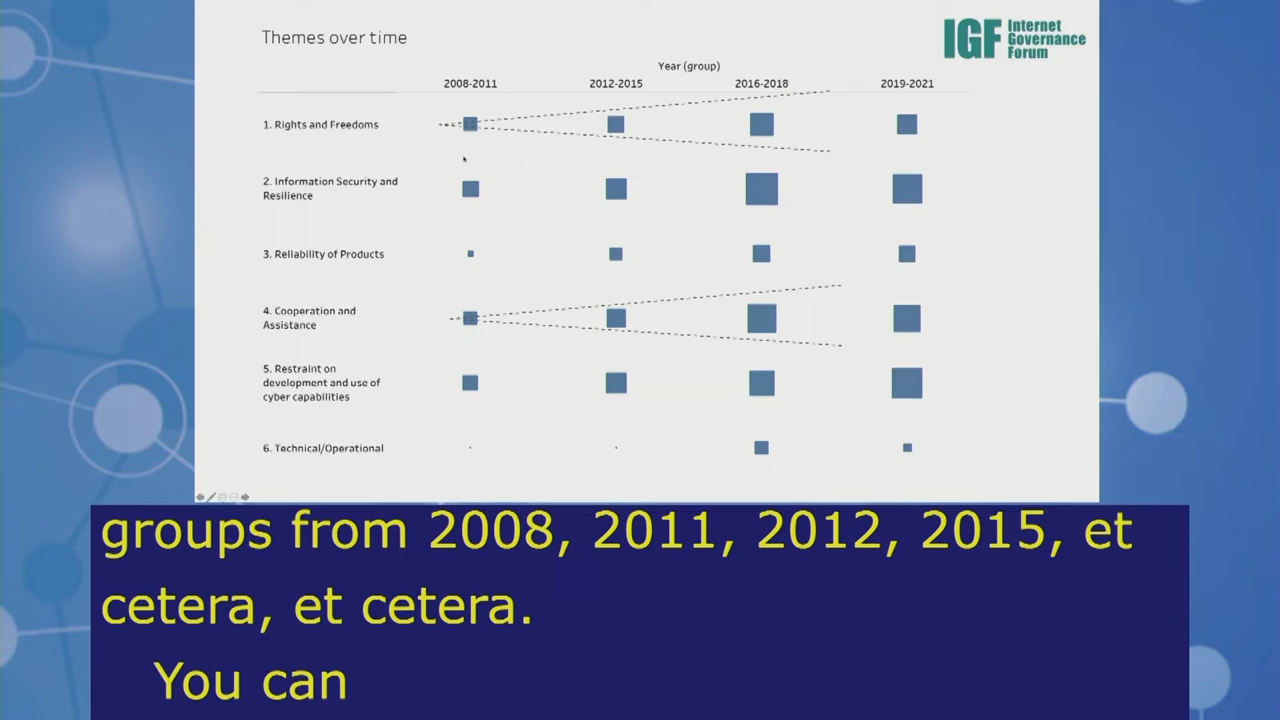 Themes over time
IGF Internet
Governance
Forum
Year (group)
2008-2011 2012-2015 2016-2018 2019-2021
1. Rights and Freedoms
2. Information Security and
Resilience
3. Reliability of Products
4. Cooperation and
Assistance
5. Restraint on
development and use of
cyber capabilities
6. Technical/Operational
groups from 2008, 2011, 2012, 2015, et
cetera, et cetera.
You can